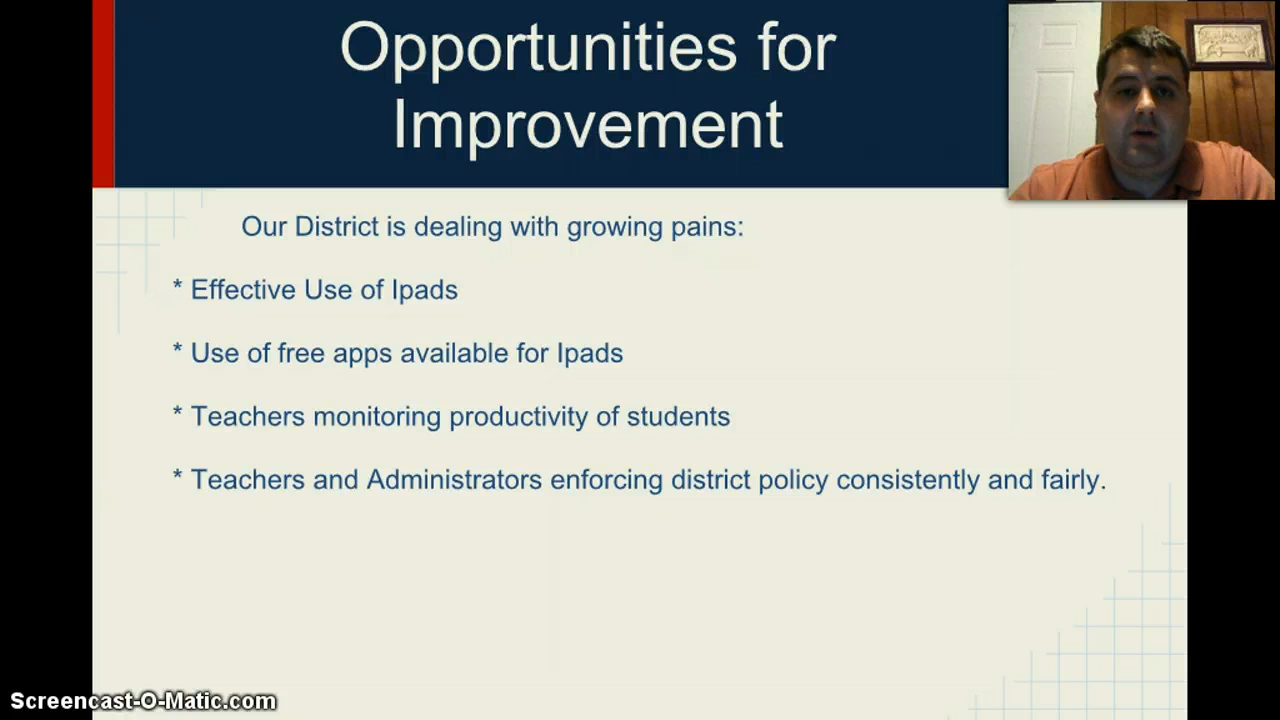 Opportunities for
Improvement
Our District is dealing with growing pains:
* Effective Use of Ipads
* Use of free apps available for Ipads
* Teachers monitoring productivity of students
* Teachers and Administrators enforcing district policy consistently and fairly.
Screencast-O-Matic.com